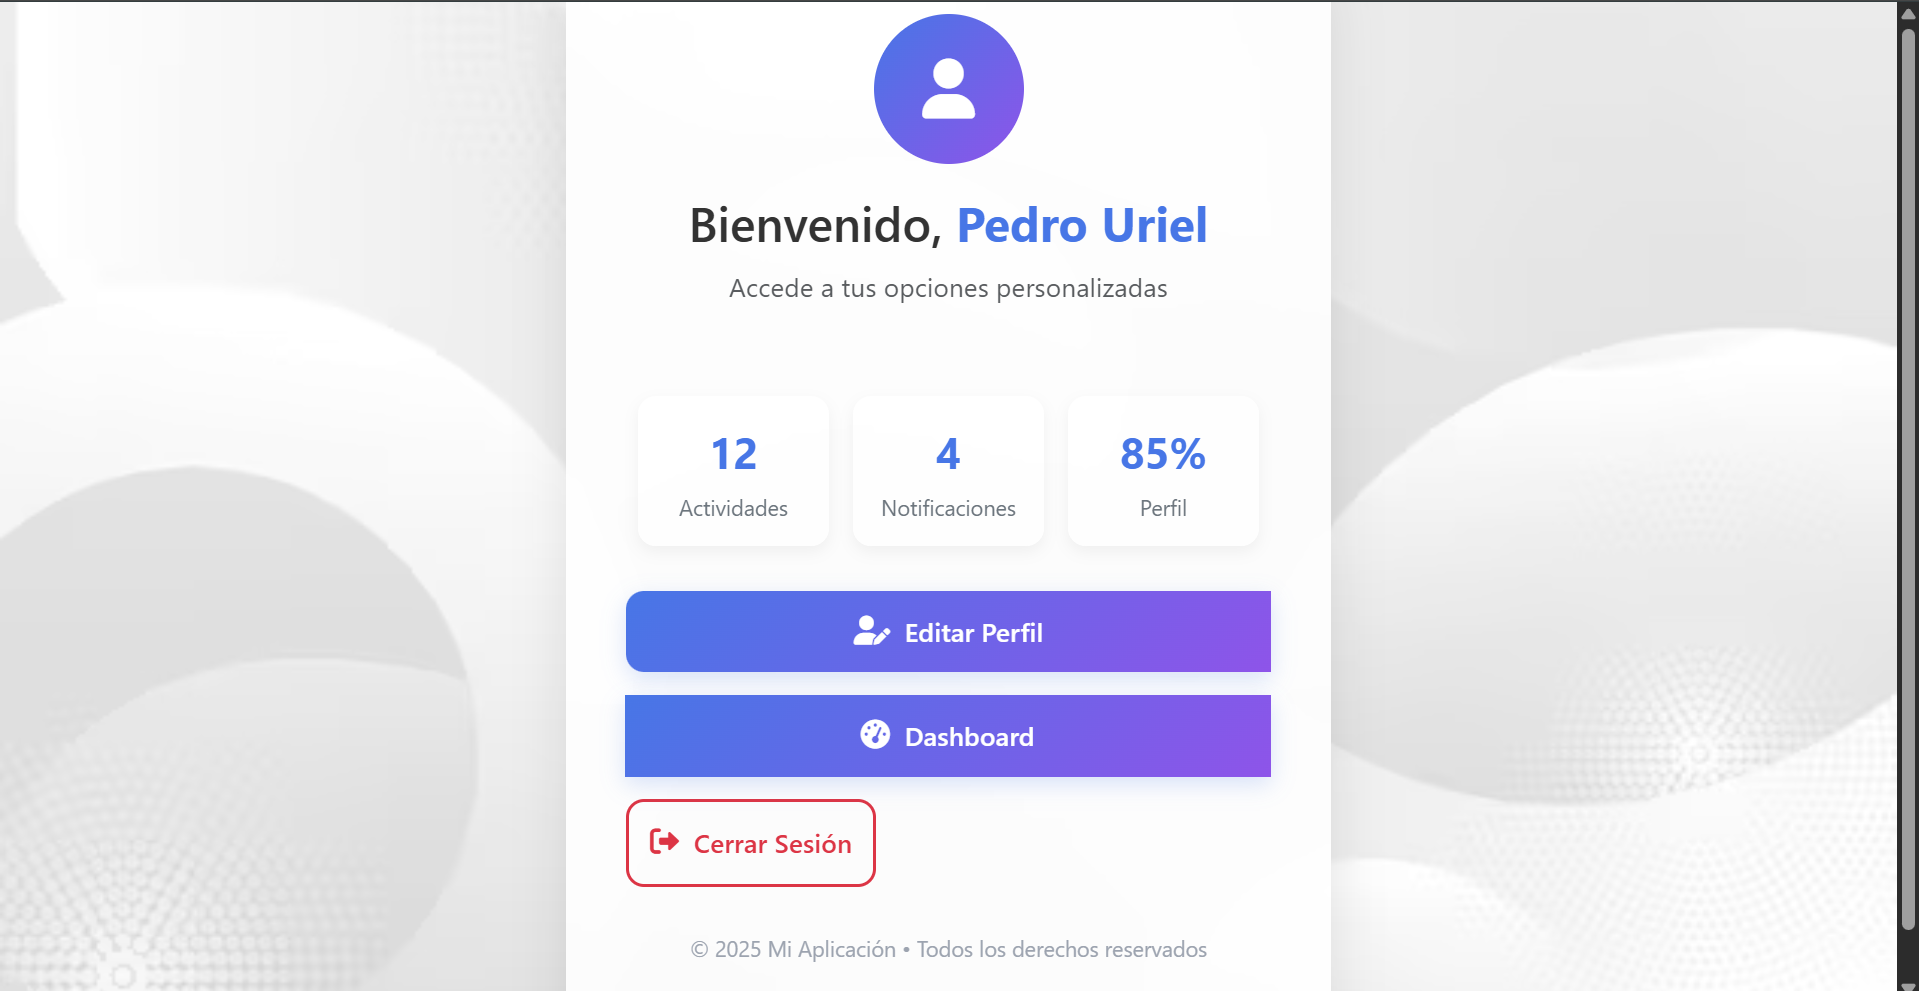 Bienvenido, Pedro Uriel
Accede a tus opciones personalizadas
12
Actividades
4
Notificaciones
85%
Perfil
Editar Perfil
Dashboard
Cerrar Sesión
© 2025 Mi Aplicación • Todos los derechos reservados